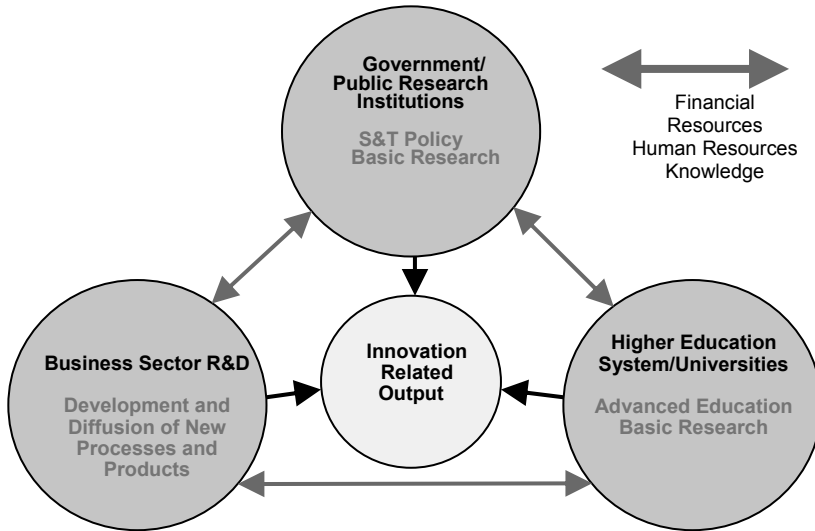 Government/
Public Research
Institutions
S&T Policy
Basic Research
Financial
Resources
Human Resources
Knowledge
Business Sector R&D
Development and
Diffusion of New
Processes and
Products
Innovation
Related
Output
Higher Education
System/Universities
Advanced Education
Basic Research